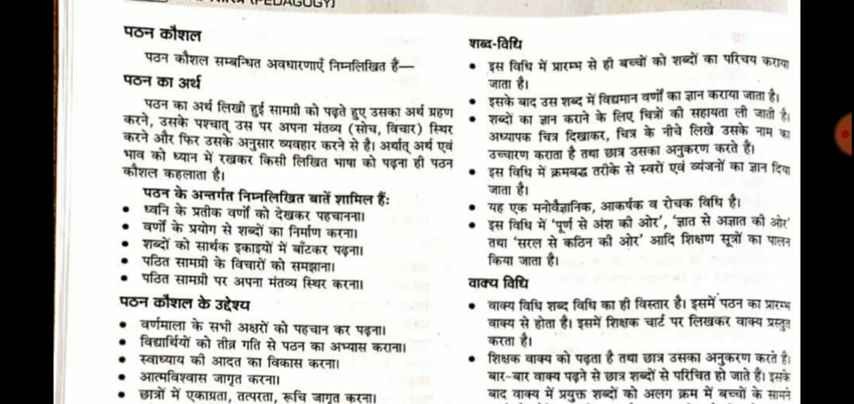 (PEDAGOGY)
पठन कौशल
पठन कौशल सम्बन्धित अवधारणाएँ निम्नलिखित हैं—
पठन का अर्थ
पठन का अर्थ लिखी हुई सामग्री को पढ़ते हुए उसका अर्थ ग्रहण
करने, उसके पश्चात् उस पर अपना मंतव्य (सोच, विचार) स्थिर
करने और फिर उसके अनुसार व्यवहार करने से है। अर्थात् अर्थ एवं
भाव को ध्यान में रखकर किसी लिखित भाषा को पढ़ना ही पठन
कौशल कहलाता है।
पठन के अन्तर्गत निम्नलिखित बातें शामिल हैं:
• ध्वनि के प्रतीक वर्णों को देखकर पहचानना।
• वर्णों के प्रयोग से शब्दों का निर्माण करना।
• शब्दों को सार्थक इकाइयों में बाँटकर पढ़ना।
• पठित सामग्री के विचारों को समझाना।
• पठित सामग्री पर अपना मंतव्य स्थिर करना।
पठन कौशल के उद्देश्य
• वर्णमाला के सभी अक्षरों को पहचान कर पढ़ना।
• विद्यार्थियों को तीव्र गति से पठन का अभ्यास कराना।
• स्वाध्याय की आदत का विकास करना।
• आत्मविश्वास जागृत करना।
• छात्रों में एकाग्रता, तत्परता, रूचि जागृत करना।
शब्द-विधि
• इस विधि में प्रारम्भ से ही बच्चों को शब्दों का परिचय कराया
जाता है।
• इसके बाद उस शब्द में विद्यमान वर्णों का ज्ञान कराया जाता है।
• शब्दों का ज्ञान कराने के लिए चित्रों की सहायता ली जाती है।
अध्यापक चित्र दिखाकर, चित्र के नीचे लिखे उसके नाम का
उच्चारण कराता है तथा छात्र उसका अनुकरण करते हैं।
• इस विधि में क्रमबद्ध तरीके से स्वरों एवं व्यंजनों का ज्ञान दिया
जाता है।
• यह एक मनोवैज्ञानिक, आकर्षक व रोचक विधि है।
• इस विधि में 'पूर्ण से अंश की ओर', 'ज्ञात से अज्ञात की ओर'
तथा 'सरल से कठिन की ओर' आदि शिक्षण सूत्रों का पालन
किया जाता है।
वाक्य विधि
• वाक्य विधि शब्द विधि का ही विस्तार है। इसमें पठन का प्रारम्भ
वाक्य से होता है। इसमें शिक्षक चार्ट पर लिखकर वाक्य प्रस्तुत
करता है।
• शिक्षक वाक्य को पढ़ता है तथा छात्र उसका अनुकरण करते हैं।
बार-बार वाक्य पढ़ने से छात्र शब्दों से परिचित हो जाते हैं। इसके
बाद वाक्य में प्रयुक्त शब्दों को अलग क्रम में बच्चों के सामने